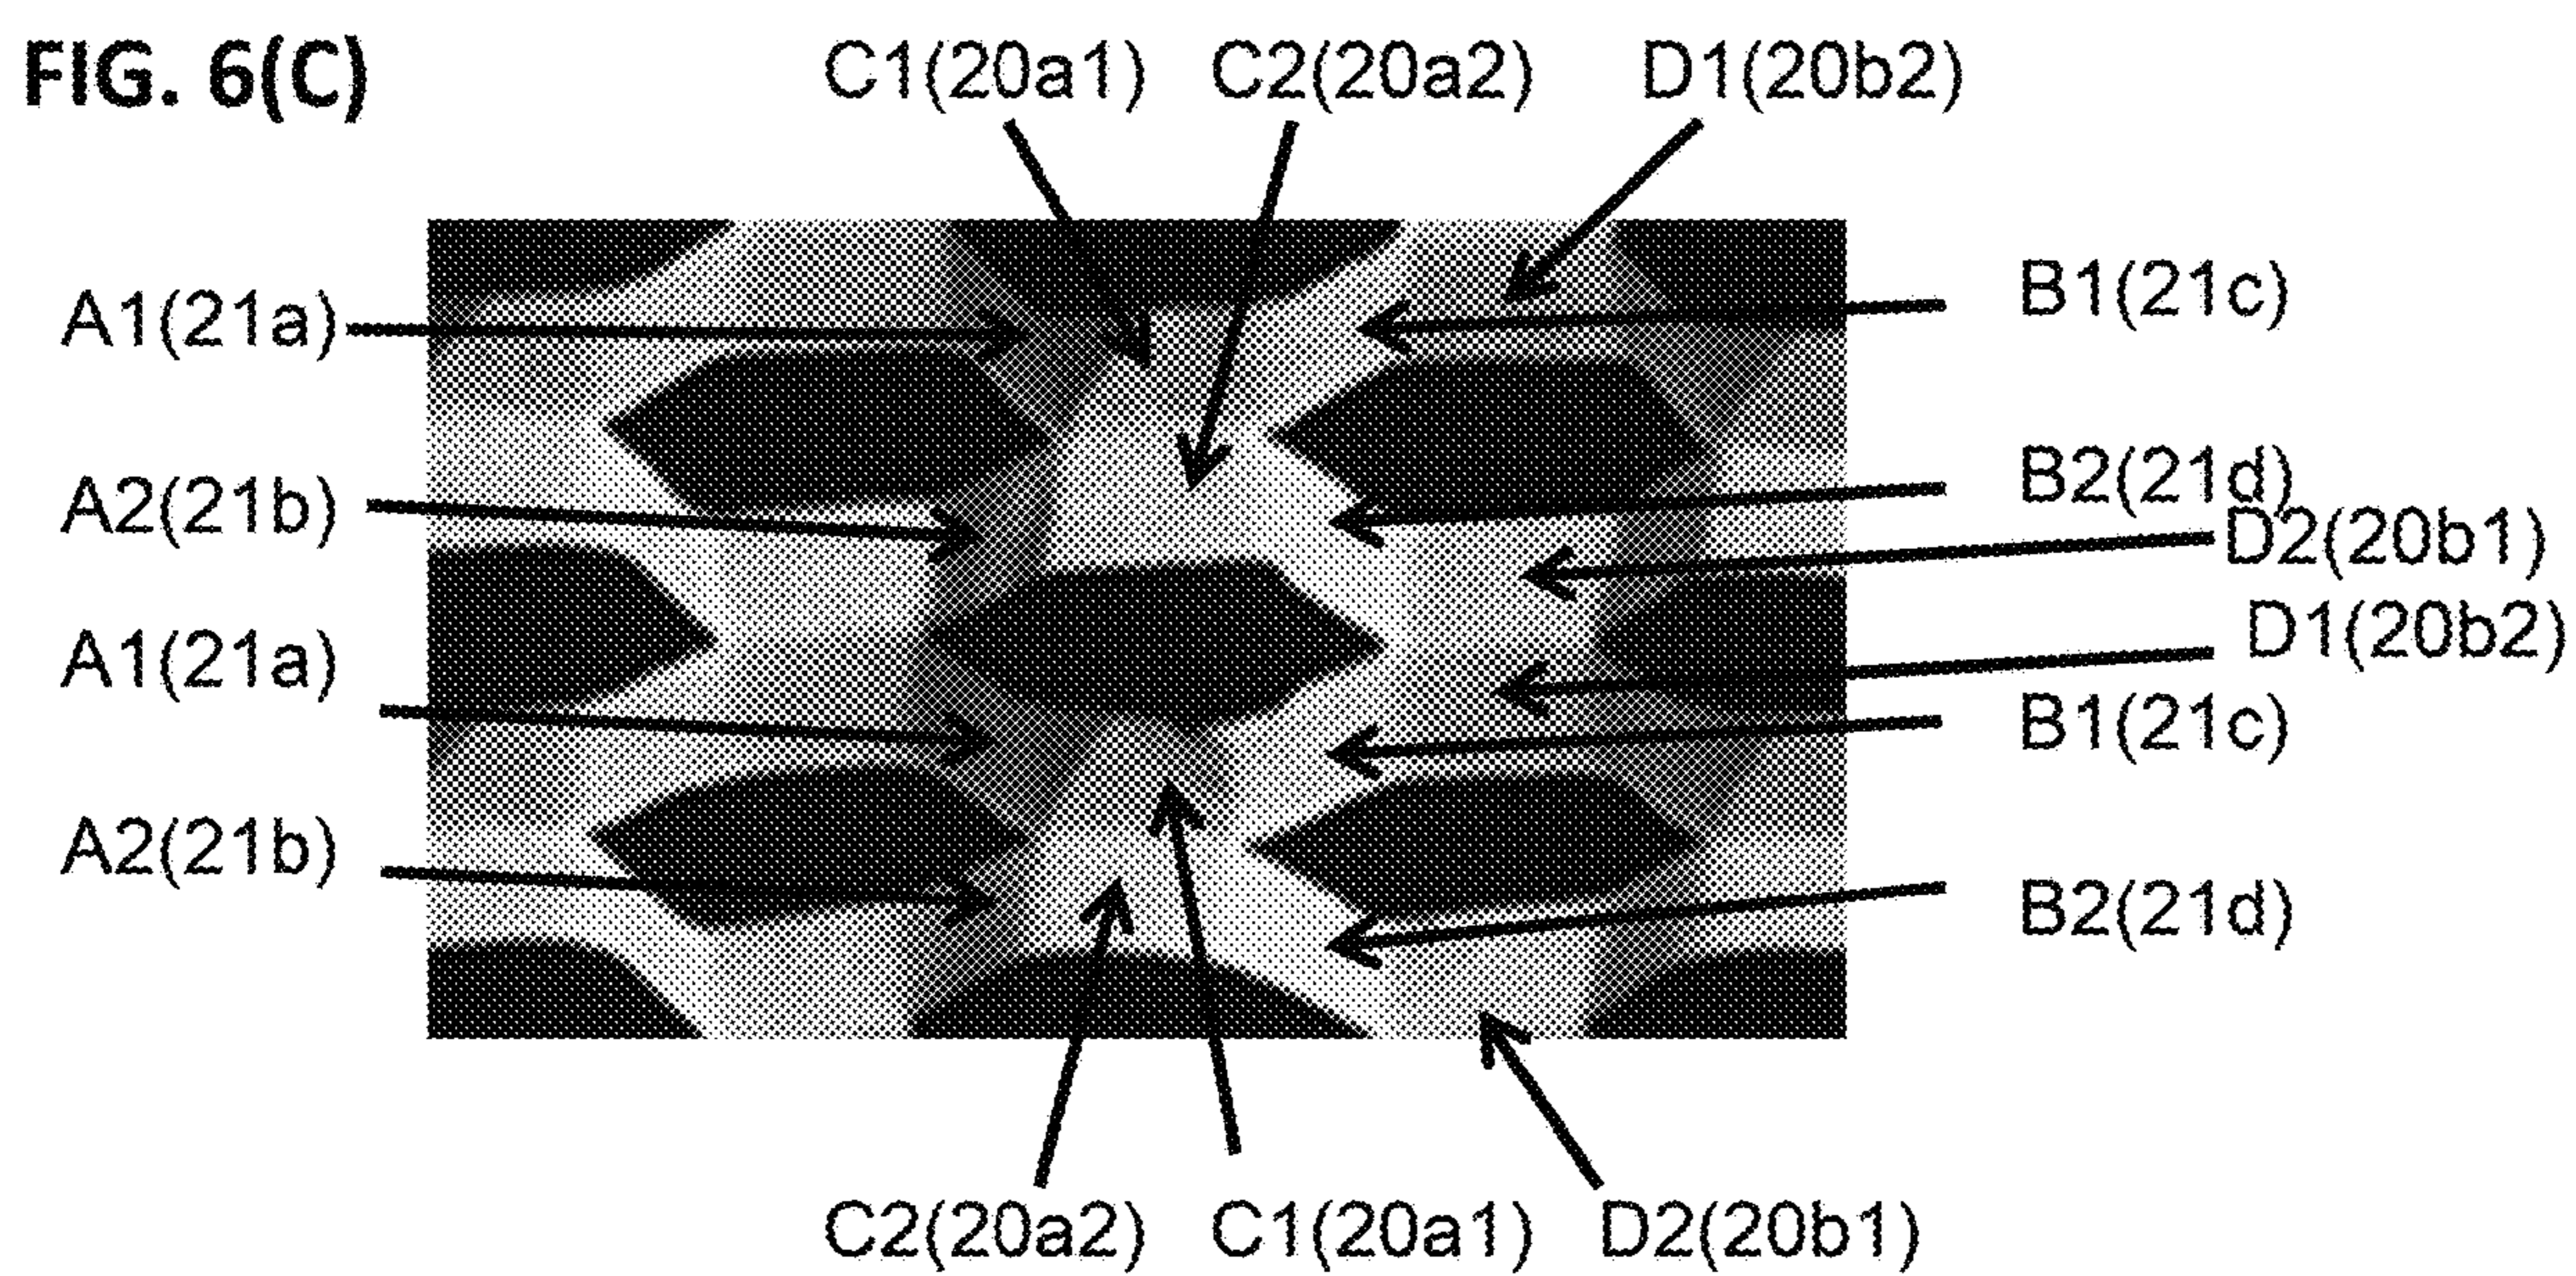 FIG. 6(C)
C1(20a1) C2(20a2) D1(20b2)
A1(21a) B1(21c)
A2(21b) B2(21d)
D2(20b1)
A1(21a) D1(20b2)
B1(21c)
A2(21b) B2(21d)
C2(20a2) C1(20a1) D2(20b1)